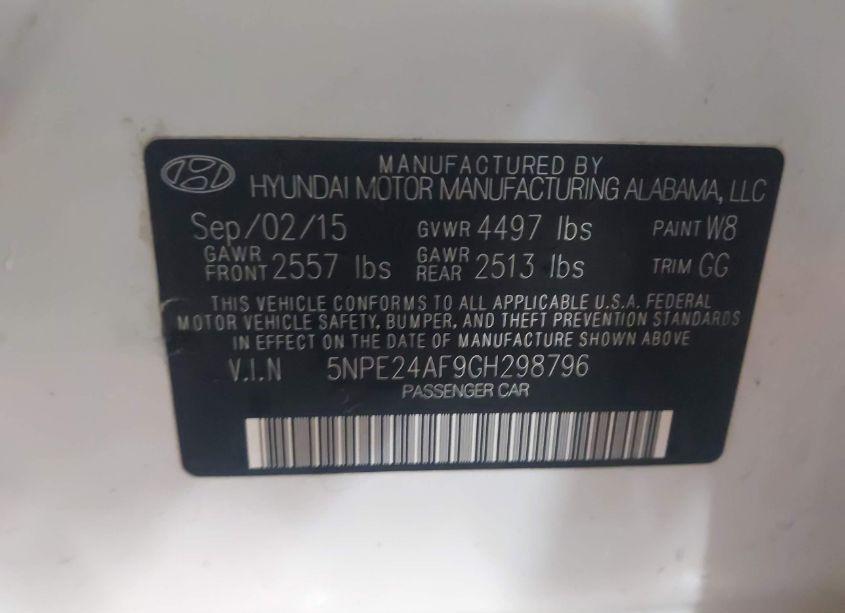 MANUFACTURED BY
HYUNDAI MOTOR MANUFACTURING ALABAMA, LLC
Sep/02/15 GVWR 4497 lbs PAINT W8
GAWR FRONT 2557 lbs GAWR REAR 2513 lbs TRIM GG
THIS VEHICLE CONFORMS TO ALL APPLICABLE U.S.A. FEDERAL
MOTOR VEHICLE SAFETY, BUMPER, AND THEFT PREVENTION STANDARDS
IN EFFECT ON THE DATE OF MANUFACTURE SHOWN ABOVE
V.I.N 5NPE24AF9GH298796
PASSENGER CAR